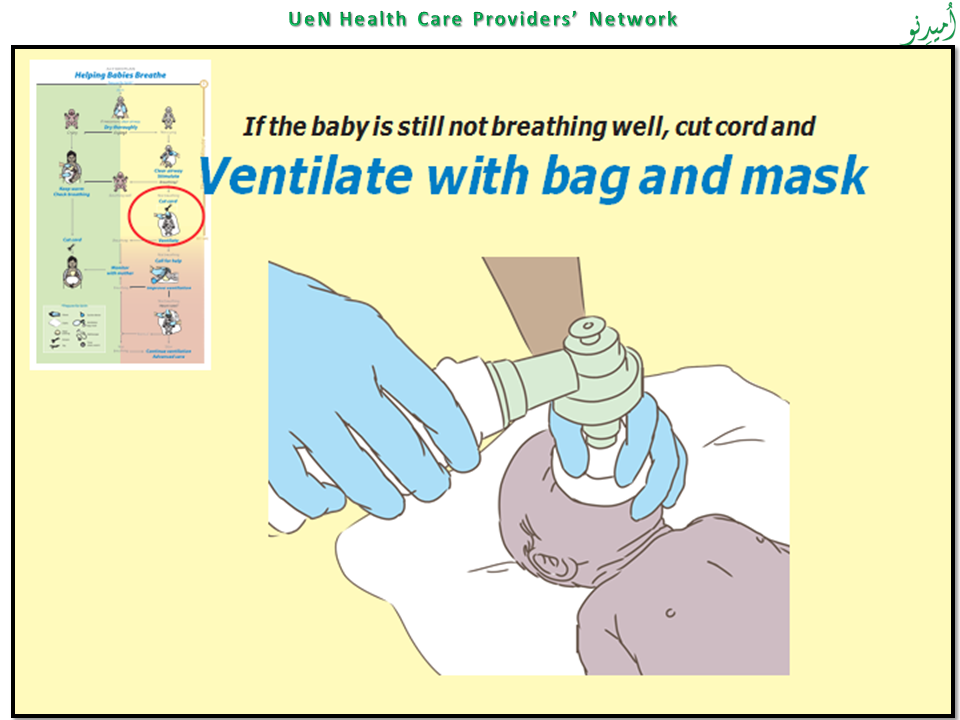 UeN Health Care Providers’ Network
اُمیدِنو
Helping Babies Breathe
If the baby is still not breathing well, cut cord and
Ventilate with bag and mask
Dry thoroughly
Clear airway
Stimulate
Keep warm
Check breathing
Cut cord
Ventilate
Cut cord
Call for help
Monitor
with mother
Improve ventilation
Continue ventilation
Advanced care